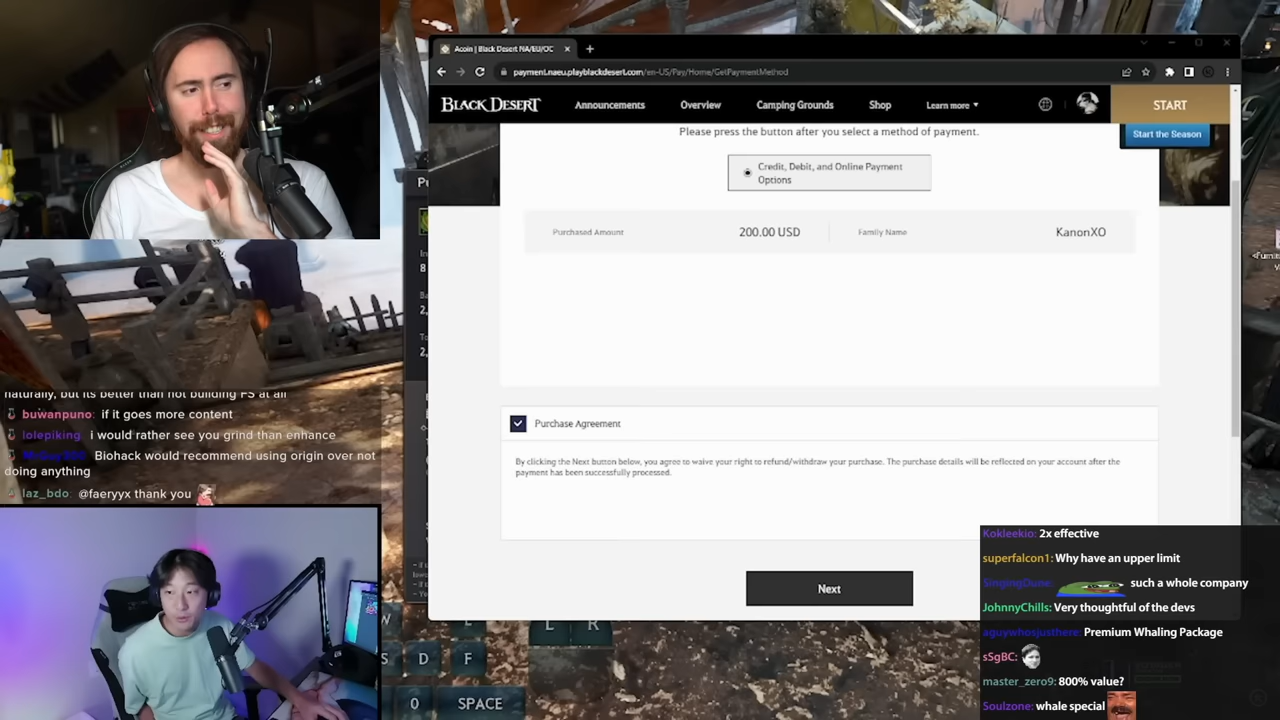 Acoin | Black Desert NA/EU/OC
payment.naeu.playblackdesert.com/en-US/Pay/Home/GetPaymentMethod
BLACK DESERT
Announcements
Overview
Camping Grounds
Shop
Learn more
START
Start the Season
Please press the button after you select a method of payment.
Credit, Debit, and Online Payment
Options
Purchased Amount
200.00 USD
Family Name
KanonXO
Purchase Agreement
By clicking the Next button below, you agree to waive your right to refund/withdraw your purchase. The purchase details will be reflected on your account after the
payment has been successfully processed.
Next
naturally, but its better than not building FS at all
buwanpuno: if it goes more content
lolepiking: i would rather see you grind than enhance
Biohack would recommend using origin over not
doing anything
laz_bdo: @faeryyx thank you
Kokleekio: 2x effective
superfalcon1: Why have an upper limit
SingingDune: such a whole company
JohnnyChills: Very thoughtful of the devs
aguywhosjusthere: Premium Whaling Package
sSgBC:
master_zero9: 800% value?
Soulzone: whale special
L R
S D F
0 SPACE